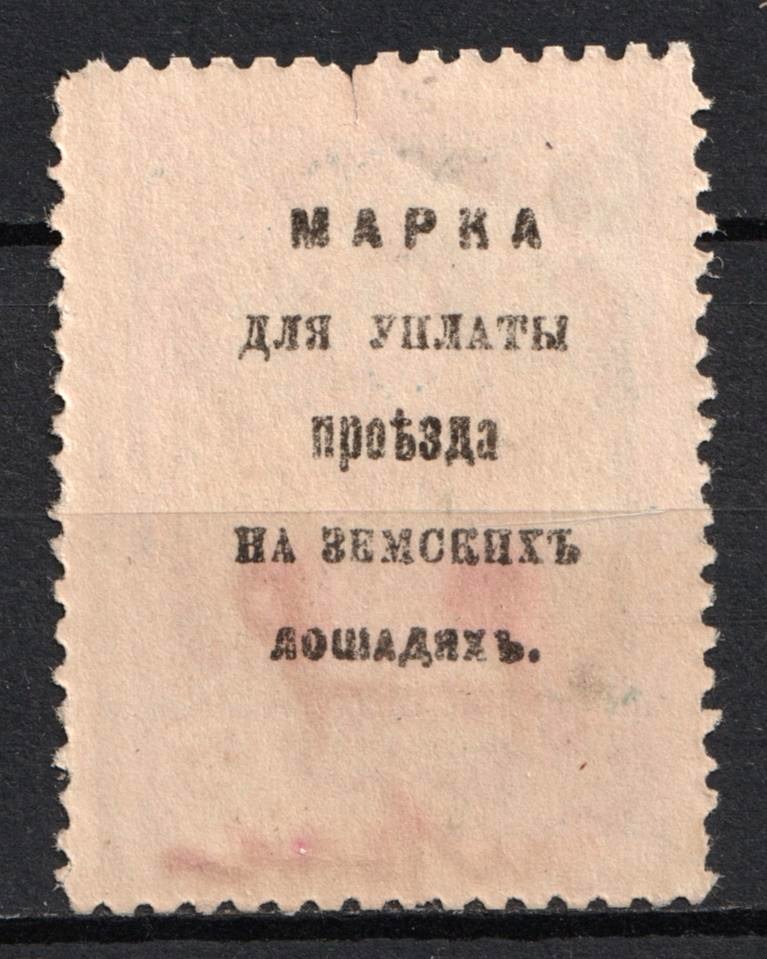 МАРКА
ДЛЯ УПЛАТЫ
проѣзда
НА ЗЕМСКИХЪ
лошадяхъ.